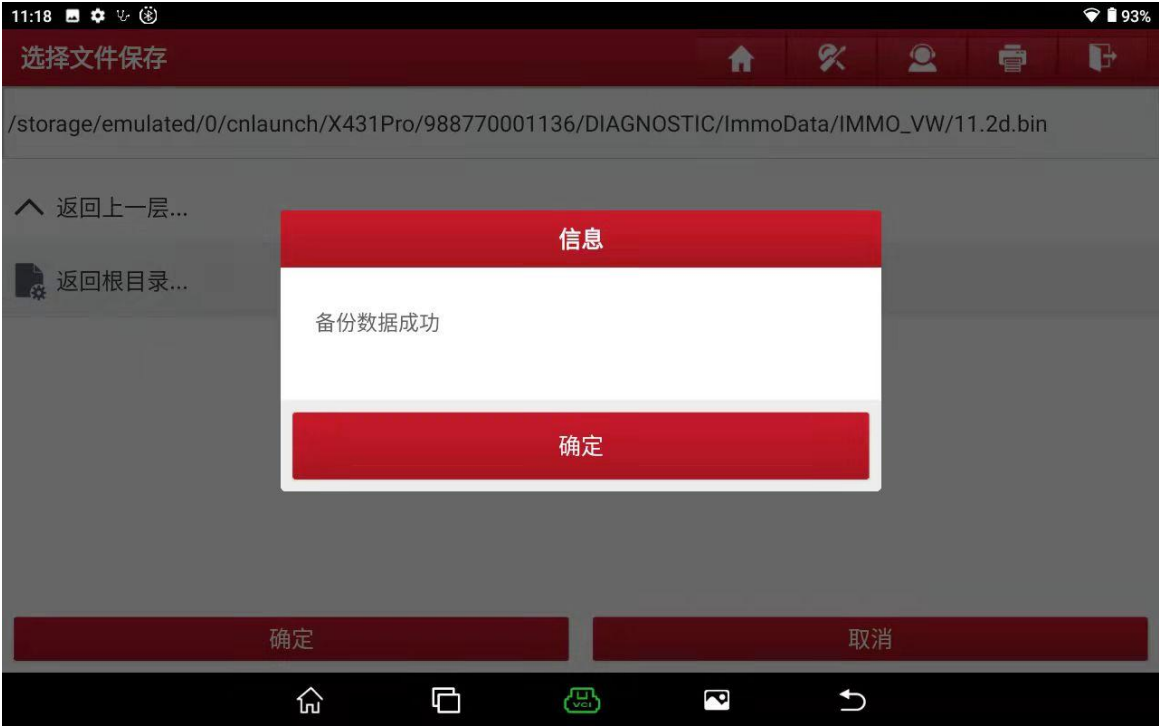 11:18
93%
选择文件保存
/storage/emulated/0/cnlaunch/X431Pro/988770001136/DIAGNOSTIC/ImmoData/IMMO_VW/11.2d.bin
返回上一层...
返回根目录...
信息
备份数据成功
确定
确定
取消
VCI